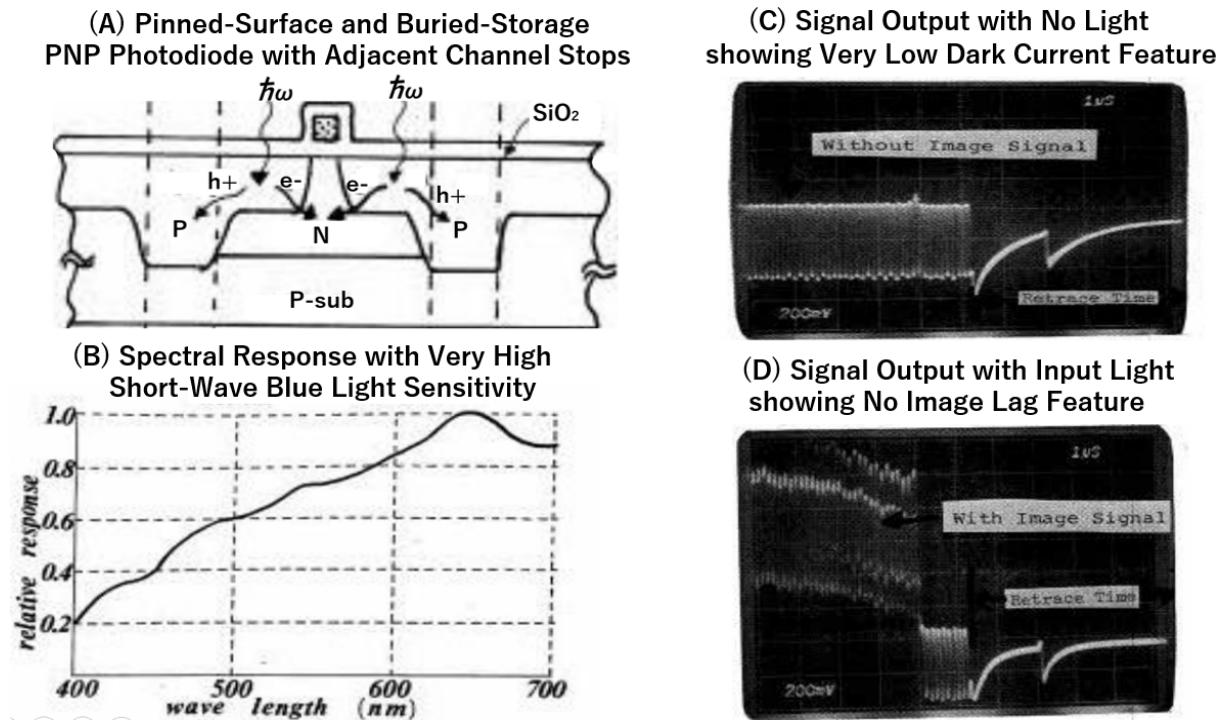 (A) Pinned-Surface and Buried-Storage
PNP Photodiode with Adjacent Channel Stops
ħω
ħω
SiO₂
h+
e-
e-
h+
P
N
P
P-sub
(B) Spectral Response with Very High
Short-Wave Blue Light Sensitivity
relative response
1.0
0.8
0.6
0.4
0.2
400
500
600
700
wave length (nm)
(C) Signal Output with No Light
showing Very Low Dark Current Feature
1uS
Without Image Signal
Retrace Time
200mV
(D) Signal Output with Input Light
showing No Image Lag Feature
1uS
With Image Signal
Retrace Time
200mV